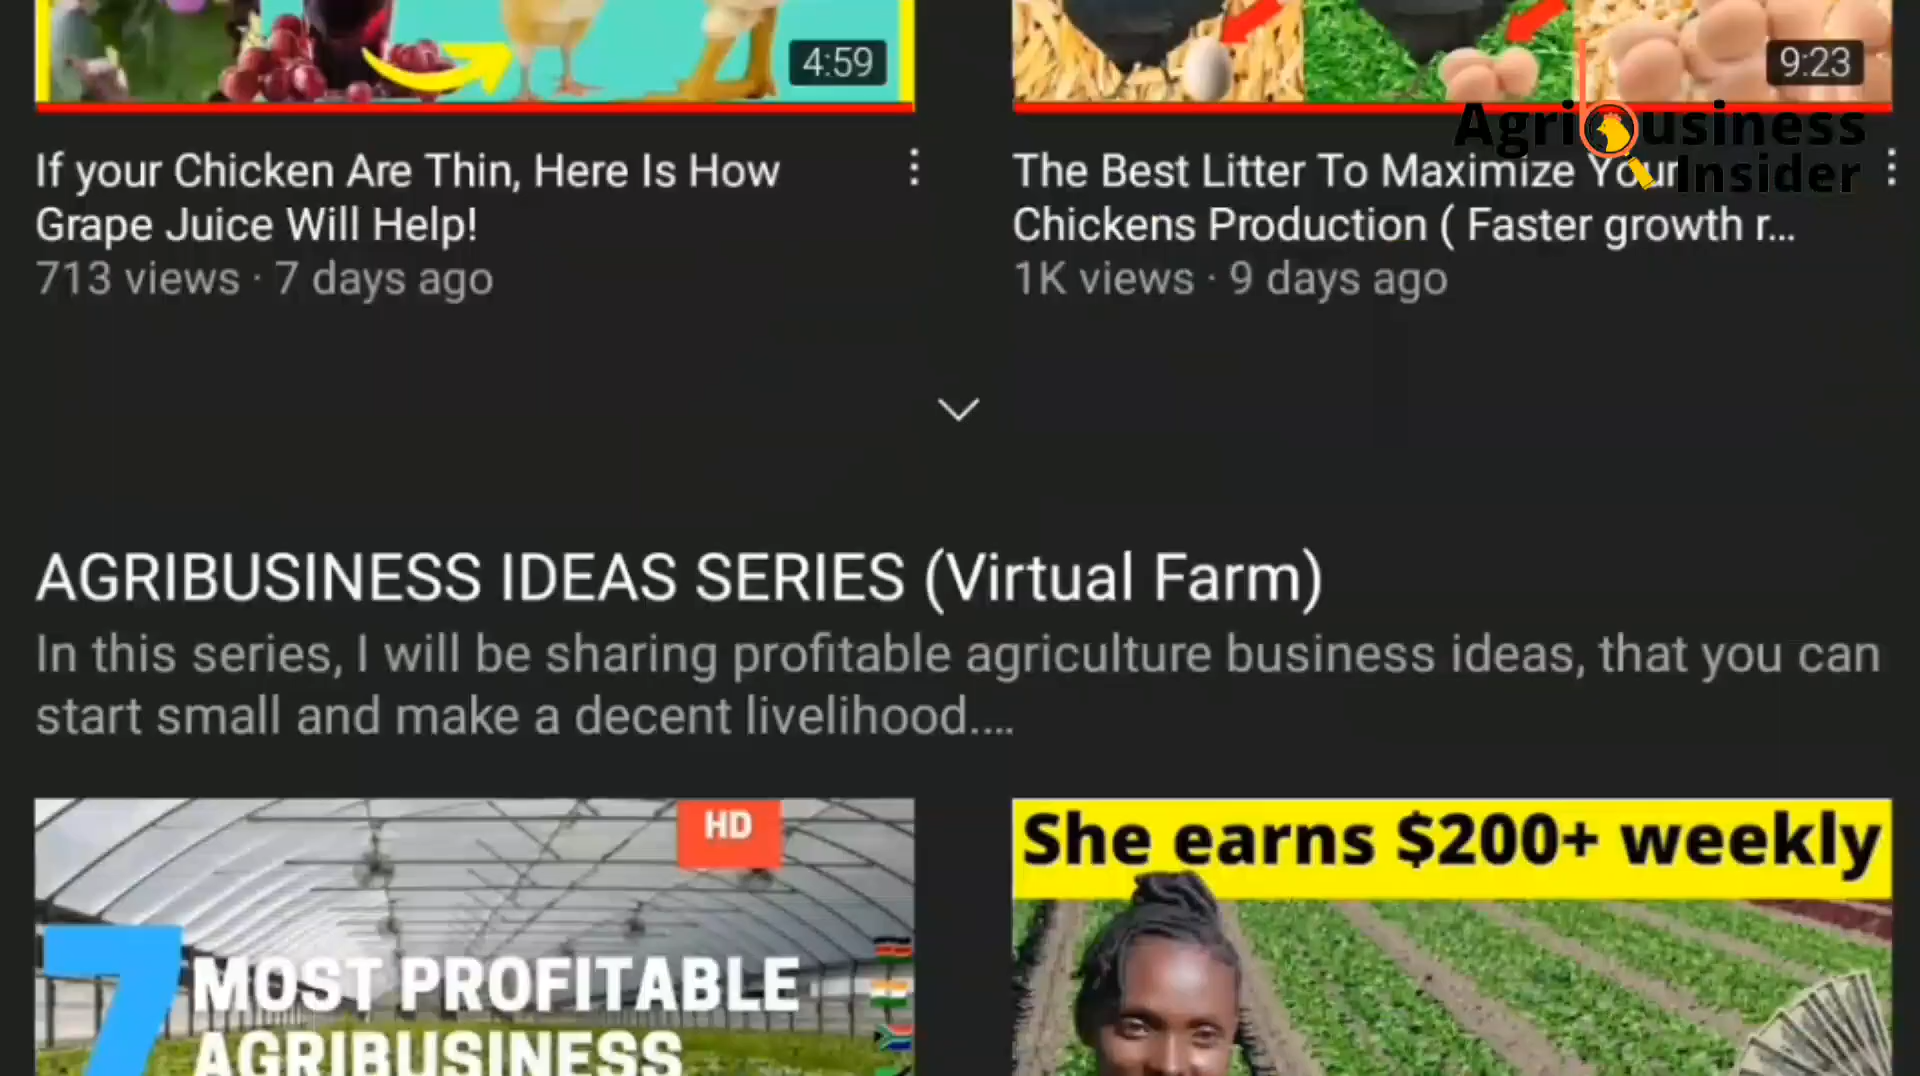 4:59
9:23
Agribusiness
Insider
If your Chicken Are Thin, Here Is How
Grape Juice Will Help!
713 views · 7 days ago
The Best Litter To Maximize Your
Chickens Production ( Faster growth r...
1K views · 9 days ago
AGRIBUSINESS IDEAS SERIES (Virtual Farm)
In this series, I will be sharing profitable agriculture business ideas, that you can
start small and make a decent livelihood....
HD
7 MOST PROFITABLE
AGRIBUSINESS
She earns $200+ weekly